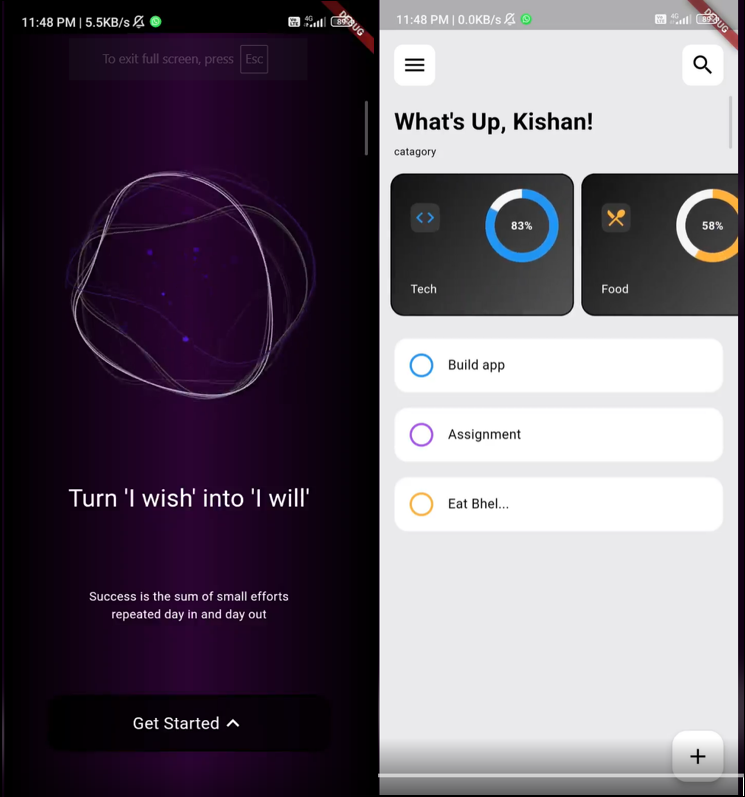 11:48 PM | 5.5KB/s
4G
DEBUG
To exit full screen, press Esc
Turn 'I wish' into 'I will'
Success is the sum of small efforts
repeated day in and day out
Get Started
11:48 PM | 0.0KB/s
4G
DEBUG
What's Up, Kishan!
catagory
83%
Tech
58%
Food
Build app
Assignment
Eat Bhel...
+